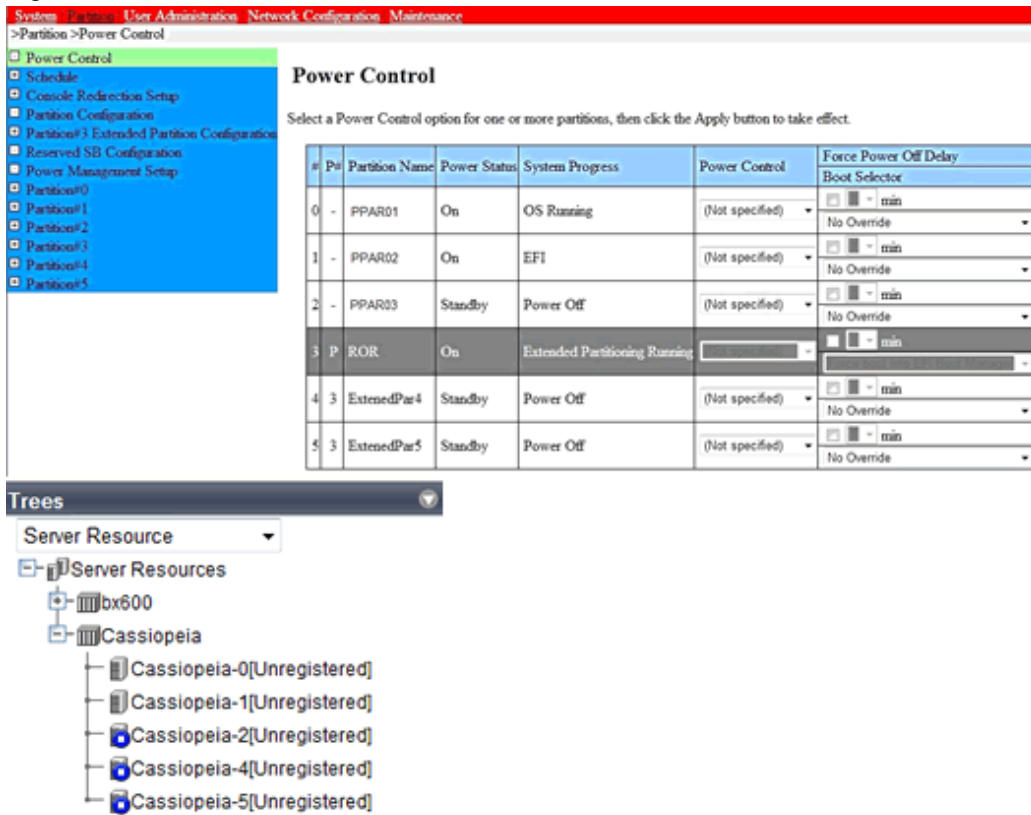 System Partition User Administration Network Configuration Maintenance
>Partition >Power Control
Power Control
Schedule
Console Redirection Setup
Partition Configuration
Partition#3 Extended Partition Configuration
Reserved SB Configuration
Power Management Setup
Partition#0
Partition#1
Partition#2
Partition#3
Partition#4
Partition#5
Power Control
Select a Power Control option for one or more partitions, then click the Apply button to take effect.
# P# Partition Name Power Status System Progress Power Control Force Power Off Delay
Boot Selector
0 - PPAR01 On OS Running (Not specified) min
No Override
1 - PPAR02 On EFI (Not specified) min
No Override
2 - PPAR03 Standby Power Off (Not specified) min
No Override
3 P ROR On Extended Partitioning Running (Not specified) min
4 3 ExtenedPar4 Standby Power Off (Not specified) min
No Override
5 3 ExtenedPar5 Standby Power Off (Not specified) min
No Override
Trees
Server Resource
Server Resources
bx600
Cassiopeia
Cassiopeia-0[Unregistered]
Cassiopeia-1[Unregistered]
Cassiopeia-2[Unregistered]
Cassiopeia-4[Unregistered]
Cassiopeia-5[Unregistered]